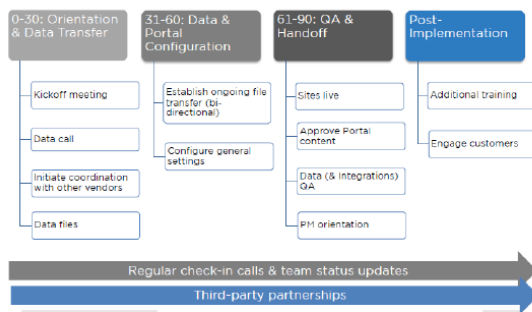 0-30: Orientation
& Data Transfer
Kickoff meeting
Data call
Initiate coordination
with other vendors
Data files
31-60: Data &
Portal
Configuration
Establish ongoing file
transfer (bi-
directional)
Configure general
settings
61-90: QA &
Handoff
Sites live
Approve Portal
content
Data (& Integrations)
QA
PM orientation
Post-
Implementation
Additional training
Engage customers
Regular check-in calls & team status updates
Third-party partnerships